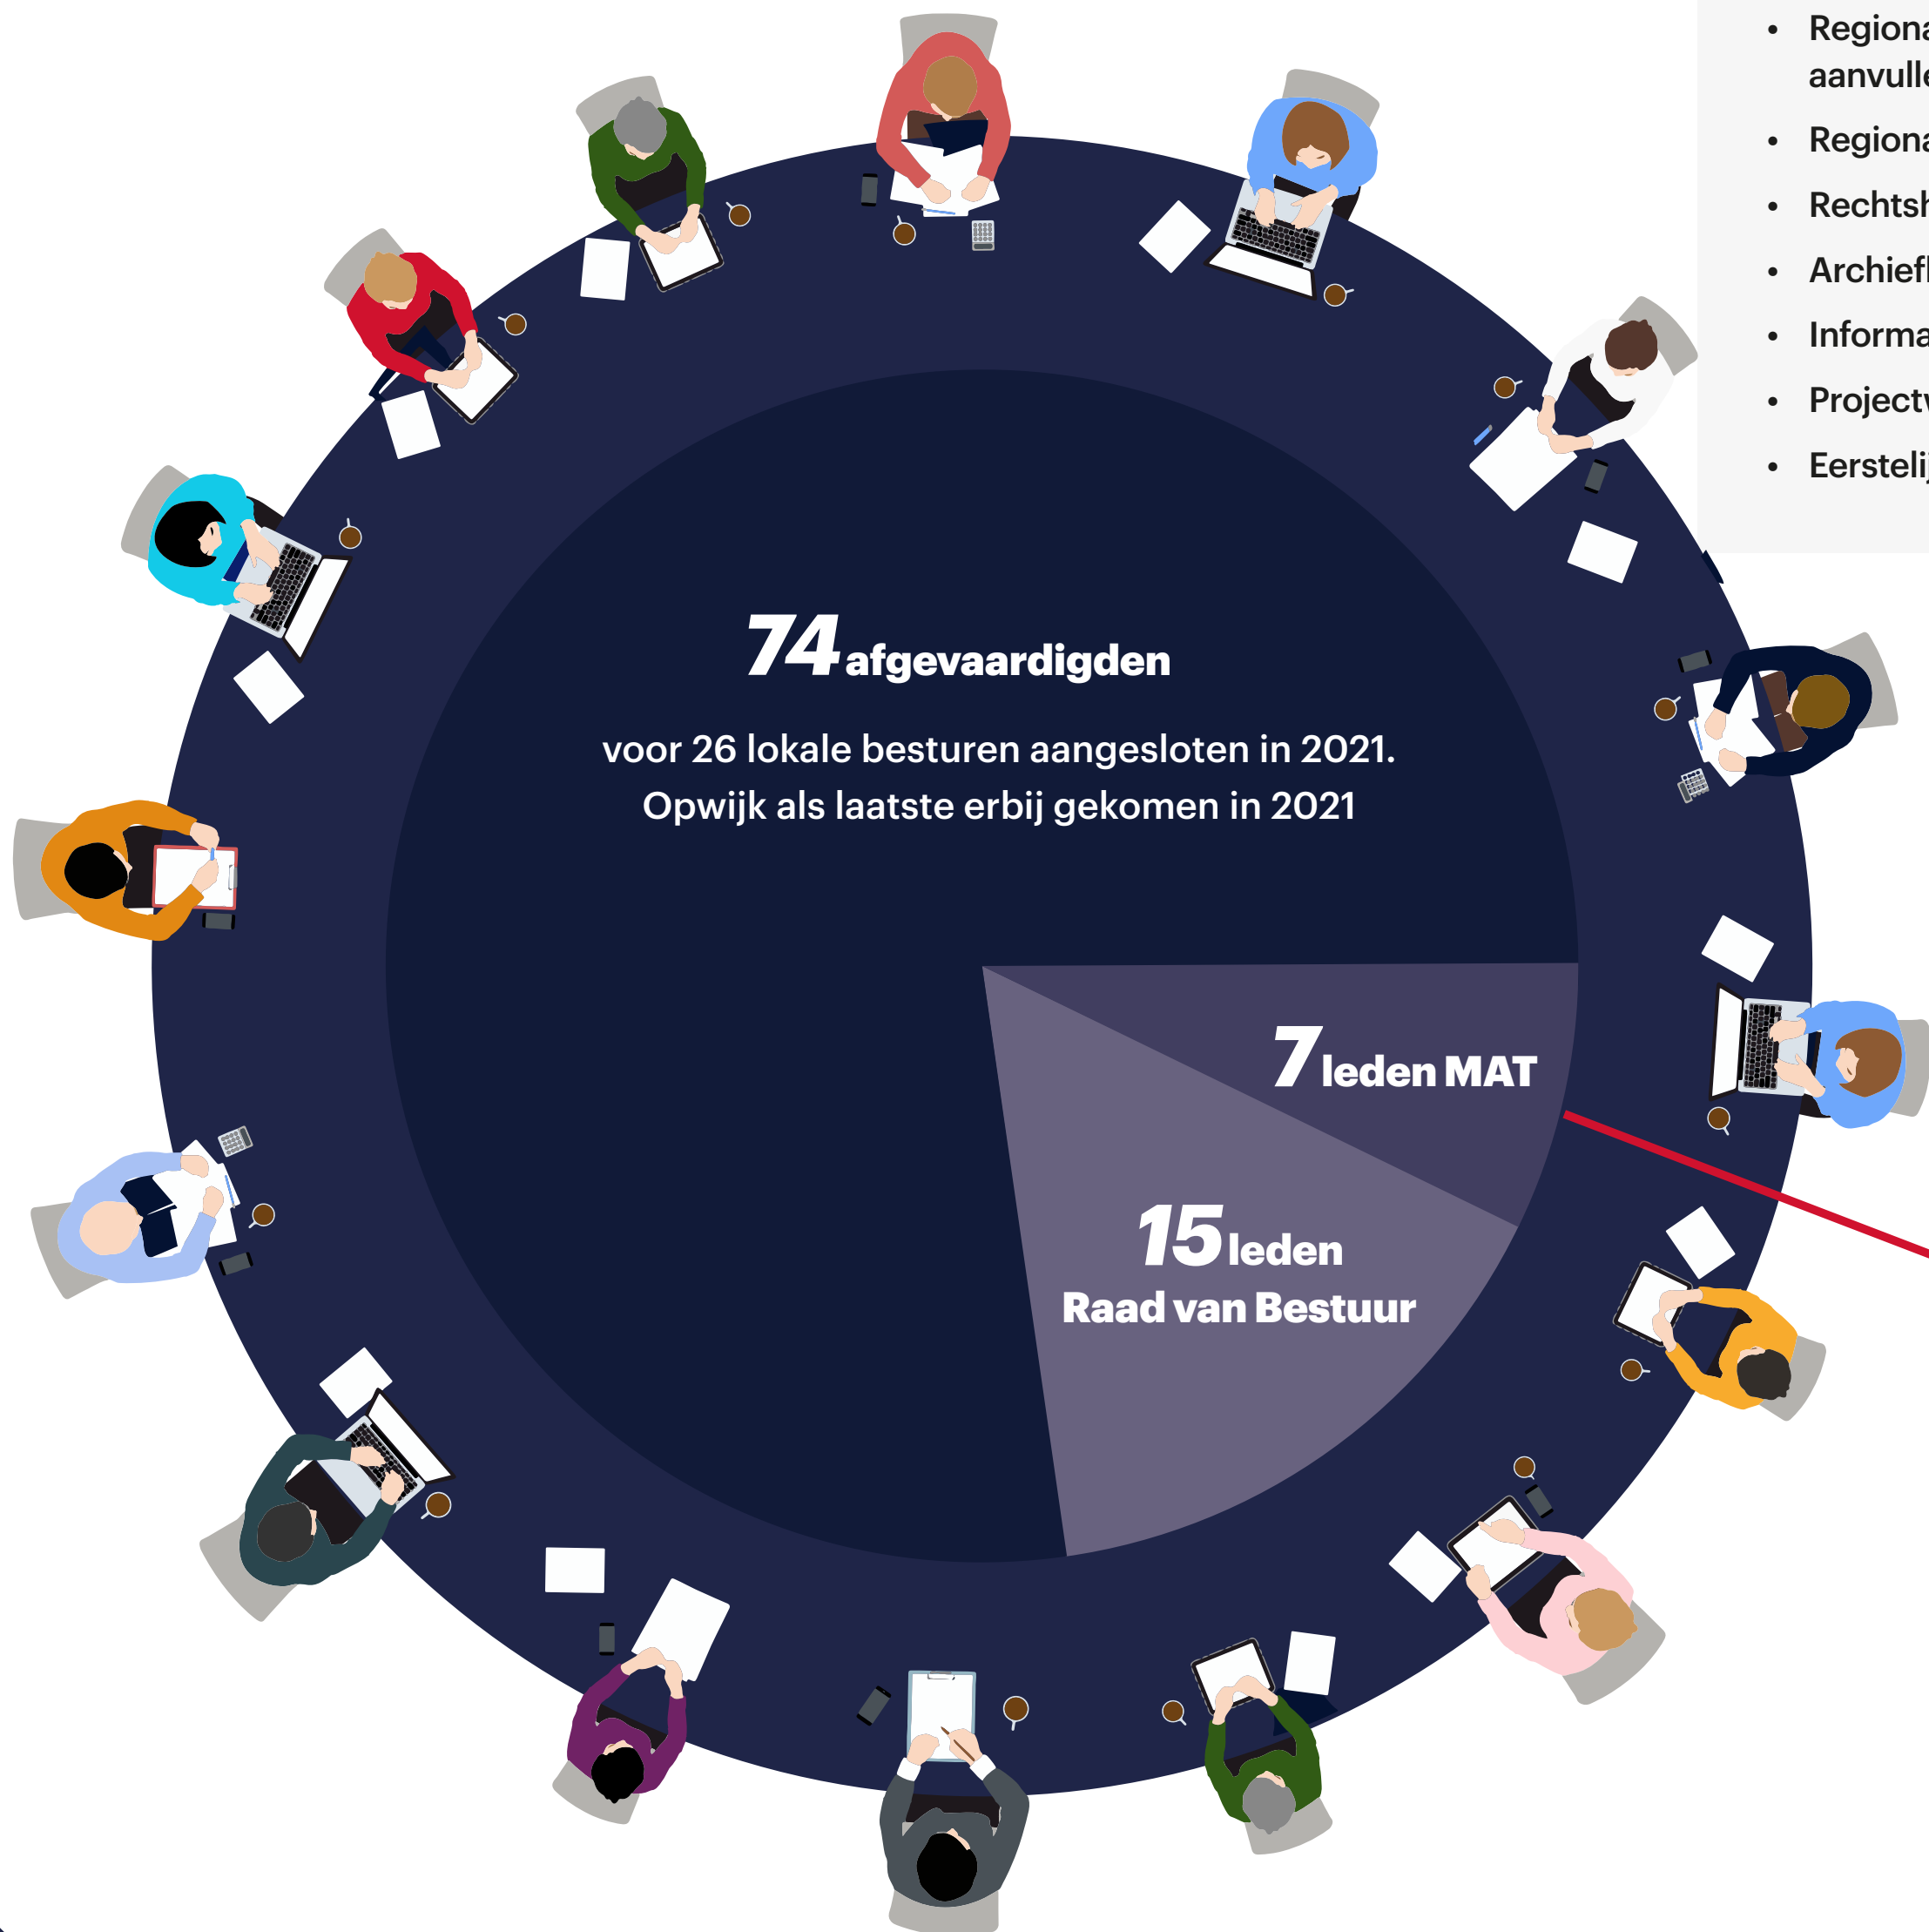 74 afgevaardigden
voor 26 lokale besturen aangesloten in 2021.
Opwijk als laatste erbij gekomen in 2021
7 leden MAT
15 leden
Raad van Bestuur